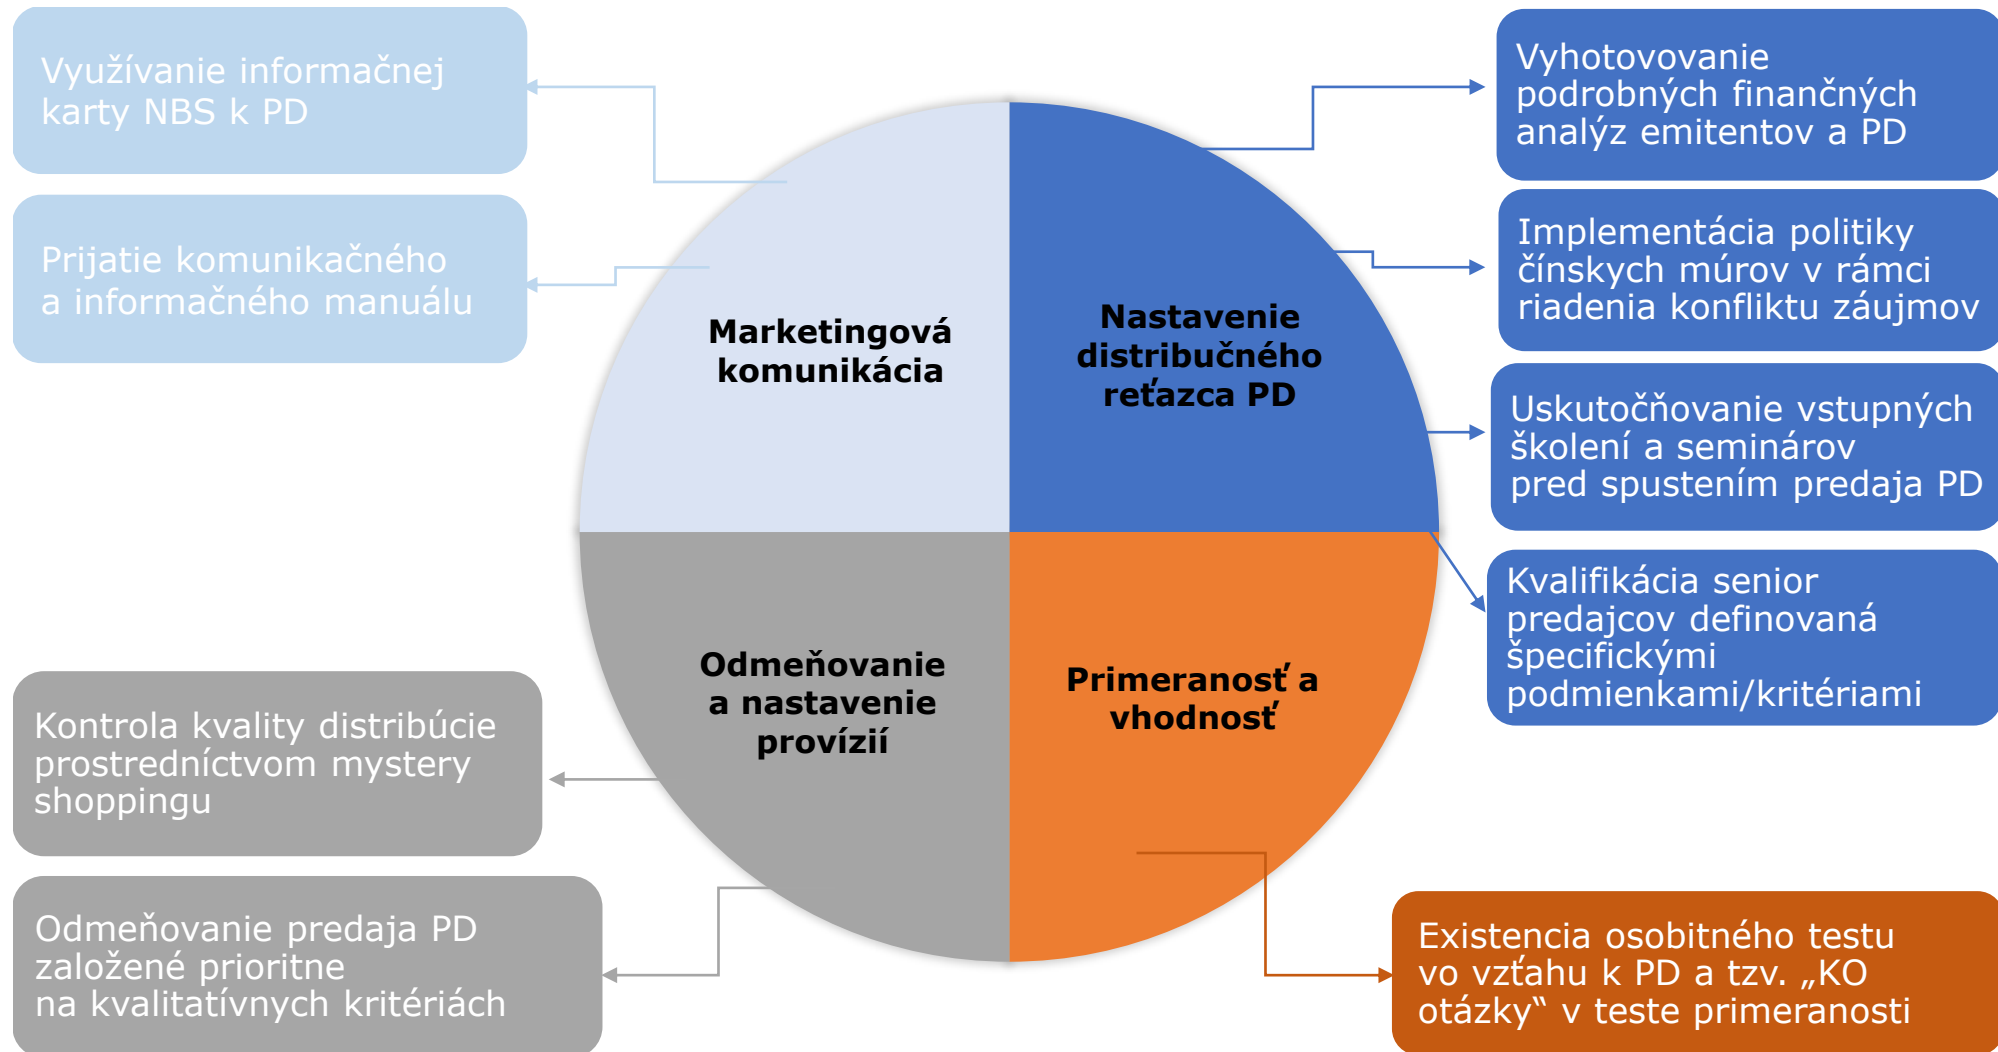 Využívanie informačnej
karty NBS k PD
Prijatie komunikačného
a informačného manuálu
Marketingová
komunikácia
Nastavenie
distribučného
reťazca PD
Vyhotovovanie
podrobných finančných
analýz emitentov a PD
Implementácia politiky
čínskych múrov v rámci
riadenia konfliktu záujmov
Uskutočňovanie vstupných
školení a seminárov
pred spustením predaja PD
Kvalifikácia senior
predajcov definovaná
špecifickými
podmienkami/kritériami
Odmeňovanie
a nastavenie
provízií
Primeranosť a
vhodnosť
Kontrola kvality distribúcie
prostredníctvom mystery
shoppingu
Odmeňovanie predaja PD
založené prioritne
na kvalitatívnych kritériách
Existencia osobitného testu
vo vzťahu k PD a tzv. „KO
otázky“ v teste primeranosti